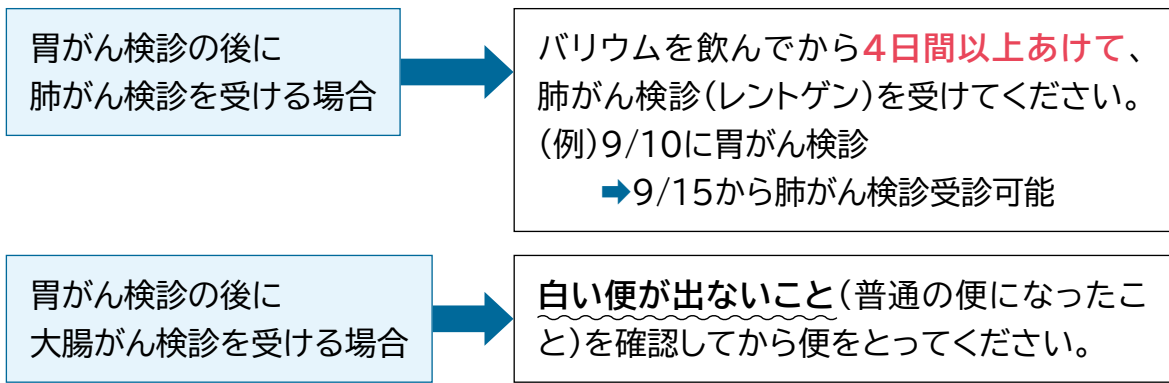 胃がん検診の後に
肺がん検診を受ける場合
バリウムを飲んでから4日間以上あけて、
肺がん検診(レントゲン)を受けてください。
(例)9/10に胃がん検診
➡9/15から肺がん検診受診可能
胃がん検診の後に
大腸がん検診を受ける場合
白い便が出ないこと(普通の便になったこ
と)を確認してから便をとってください。